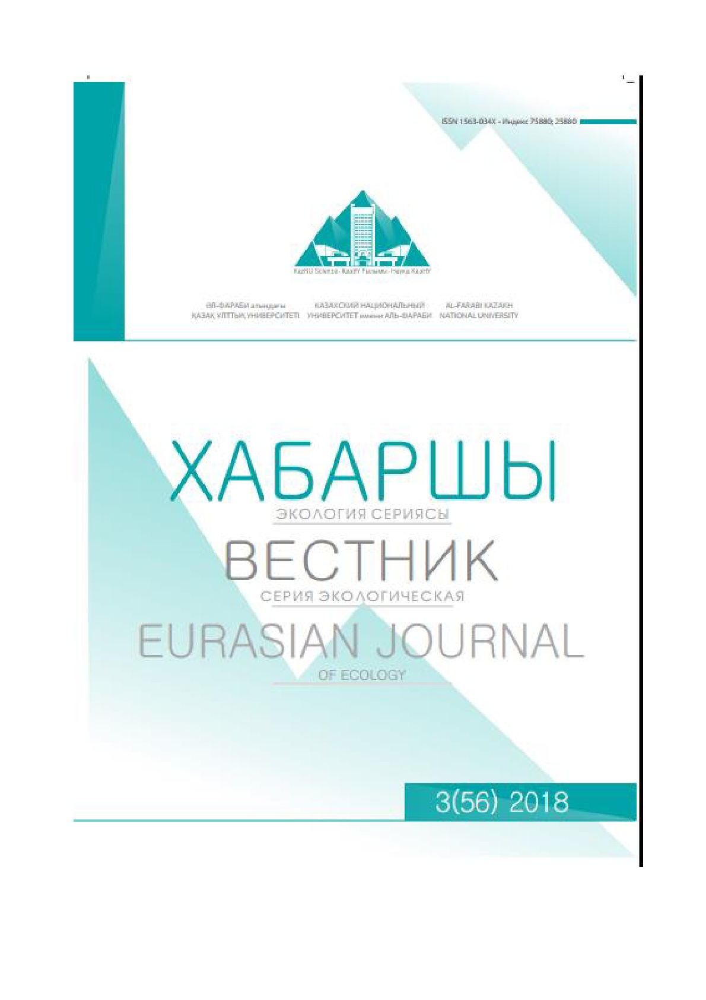 ISSN 1563-034X - Индекс 75880; 25880
KazNU Science · ҚазҰУ Ғылымы · Наука КазНУ
ӘЛ-ФАРАБИ атындағы
ҚАЗАҚ ҰЛТТЫҚ УНИВЕРСИТЕТІ
КАЗАХСКИЙ НАЦИОНАЛЬНЫЙ
УНИВЕРСИТЕТ имени АЛЬ-ФАРАБИ
AL-FARABI KAZAKH
NATIONAL UNIVERSITY
ХАБАРШЫ
ЭКОЛОГИЯ СЕРИЯСЫ
ВЕСТНИК
СЕРИЯ ЭКОЛОГИЧЕСКАЯ
EURASIAN JOURNAL
OF ECOLOGY
3(56) 2018